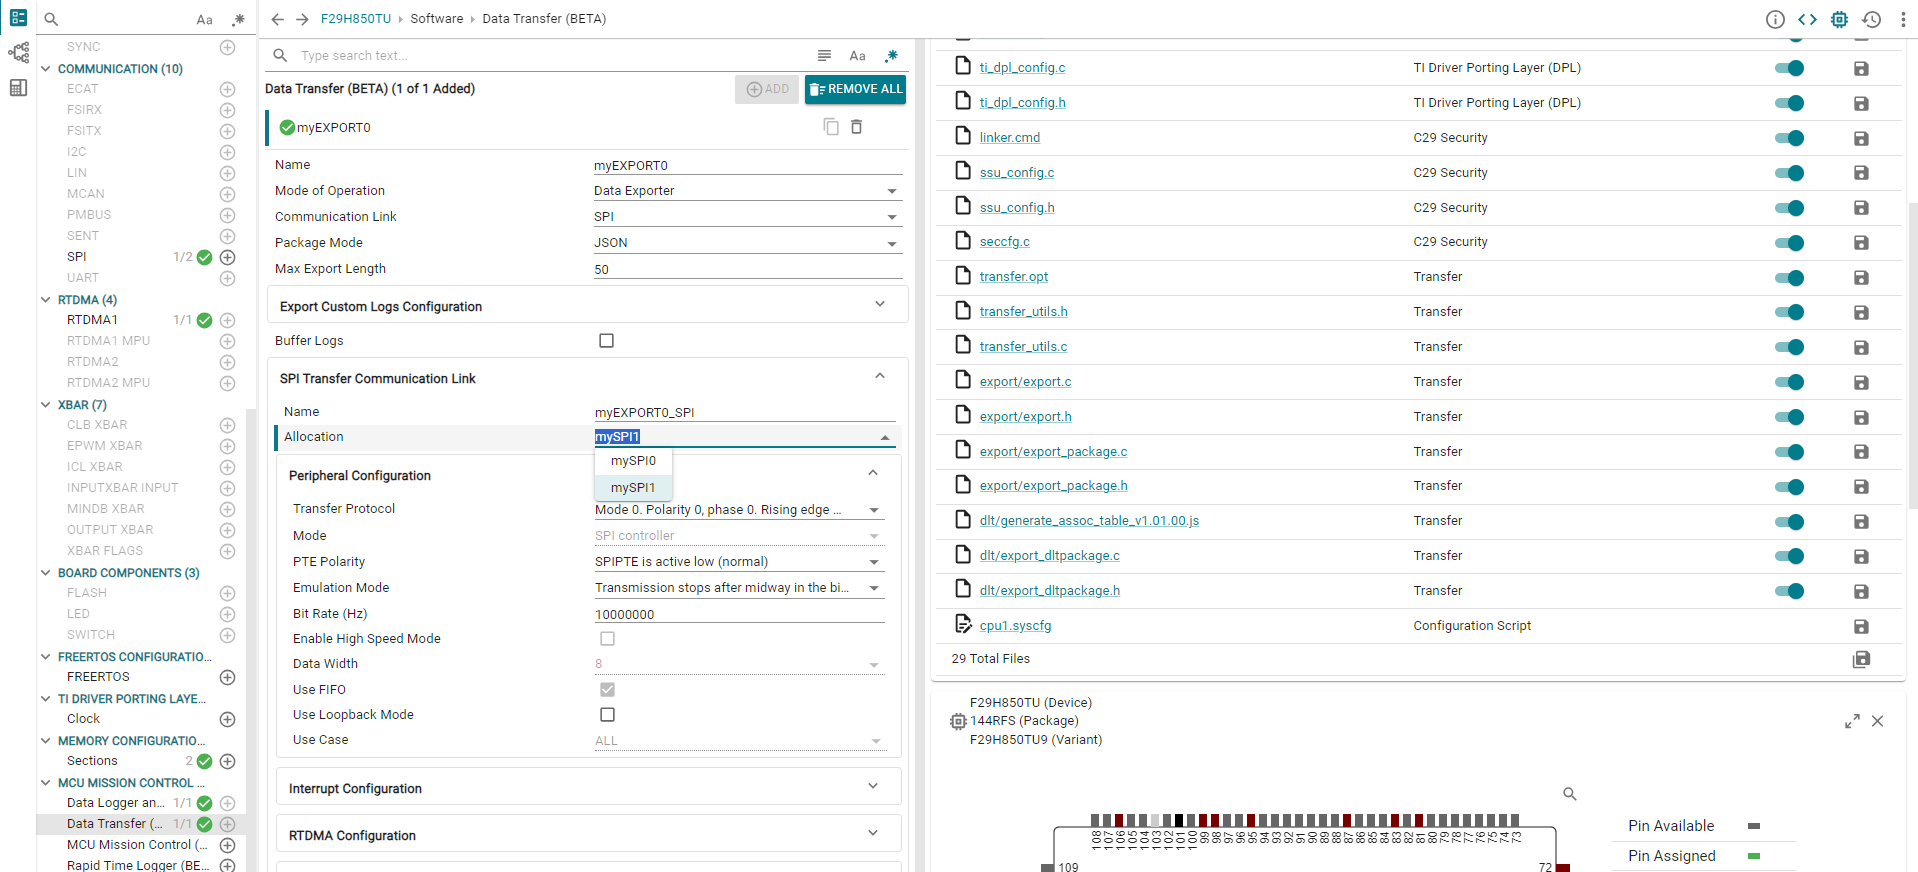 Aa
SYNC
COMMUNICATION (10)
ECAT
FSIRX
FSITX
I2C
LIN
MCAN
PMBUS
SENT
SPI 1/2
UART
RTDMA (4)
RTDMA1 1/1
RTDMA1 MPU
RTDMA2
RTDMA2 MPU
XBAR (7)
CLB XBAR
EPWM XBAR
ICL XBAR
INPUTXBAR INPUT
MINDB XBAR
OUTPUT XBAR
XBAR FLAGS
BOARD COMPONENTS (3)
FLASH
LED
SWITCH
FREERTOS CONFIGURATIO...
FREERTOS
TI DRIVER PORTING LAYE...
Clock
MEMORY CONFIGURATIO...
Sections 2
MCU MISSION CONTROL ...
Data Logger an... 1/1
Data Transfer (... 1/1
MCU Mission Control (...
Rapid Time Logger (BE...
F29H850TU > Software > Data Transfer (BETA)
Type search text... Aa
Data Transfer (BETA) (1 of 1 Added) ADD REMOVE ALL
myEXPORT0
Name myEXPORT0
Mode of Operation Data Exporter
Communication Link SPI
Package Mode JSON
Max Export Length 50
Export Custom Logs Configuration
Buffer Logs
SPI Transfer Communication Link
Name myEXPORT0_SPI
Allocation mySPI1
mySPI0
mySPI1
Peripheral Configuration
Transfer Protocol Mode 0. Polarity 0, phase 0. Rising edge ...
Mode SPI controller
PTE Polarity SPIPTE is active low (normal)
Emulation Mode Transmission stops after midway in the bi...
Bit Rate (Hz) 10000000
Enable High Speed Mode
Data Width 8
Use FIFO
Use Loopback Mode
Use Case ALL
Interrupt Configuration
RTDMA Configuration
ti_dpl_config.c TI Driver Porting Layer (DPL)
ti_dpl_config.h TI Driver Porting Layer (DPL)
linker.cmd C29 Security
ssu_config.c C29 Security
ssu_config.h C29 Security
seccfg.c C29 Security
transfer.opt Transfer
transfer_utils.h Transfer
transfer_utils.c Transfer
export/export.c Transfer
export/export.h Transfer
export/export_package.c Transfer
export/export_package.h Transfer
dlt/generate_assoc_table_v1.01.00.js Transfer
dlt/export_dltpackage.c Transfer
dlt/export_dltpackage.h Transfer
cpu1.syscfg Configuration Script
29 Total Files
F29H850TU (Device)
144RFS (Package)
F29H850TU9 (Variant)
108 107 106 105 104 103 102 101 100 99 98 97 96 95 94 93 92 91 90 89 88 87 86 85 84 83 82 81 80 79 78 77 76 75 74 73
109 72
Pin Available
Pin Assigned